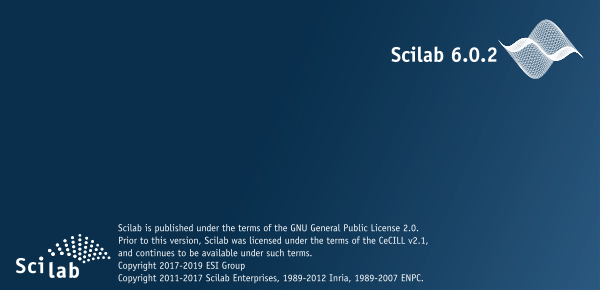 Scilab 6.0.2
Scilab is published under the terms of the GNU General Public License 2.0.
Prior to this version, Scilab was licensed under the terms of the CeCILL v2.1,
and continues to be available under such terms.
Copyright 2017-2019 ESI Group
Copyright 2011-2017 Scilab Enterprises, 1989-2012 Inria, 1989-2007 ENPC.
Scilab